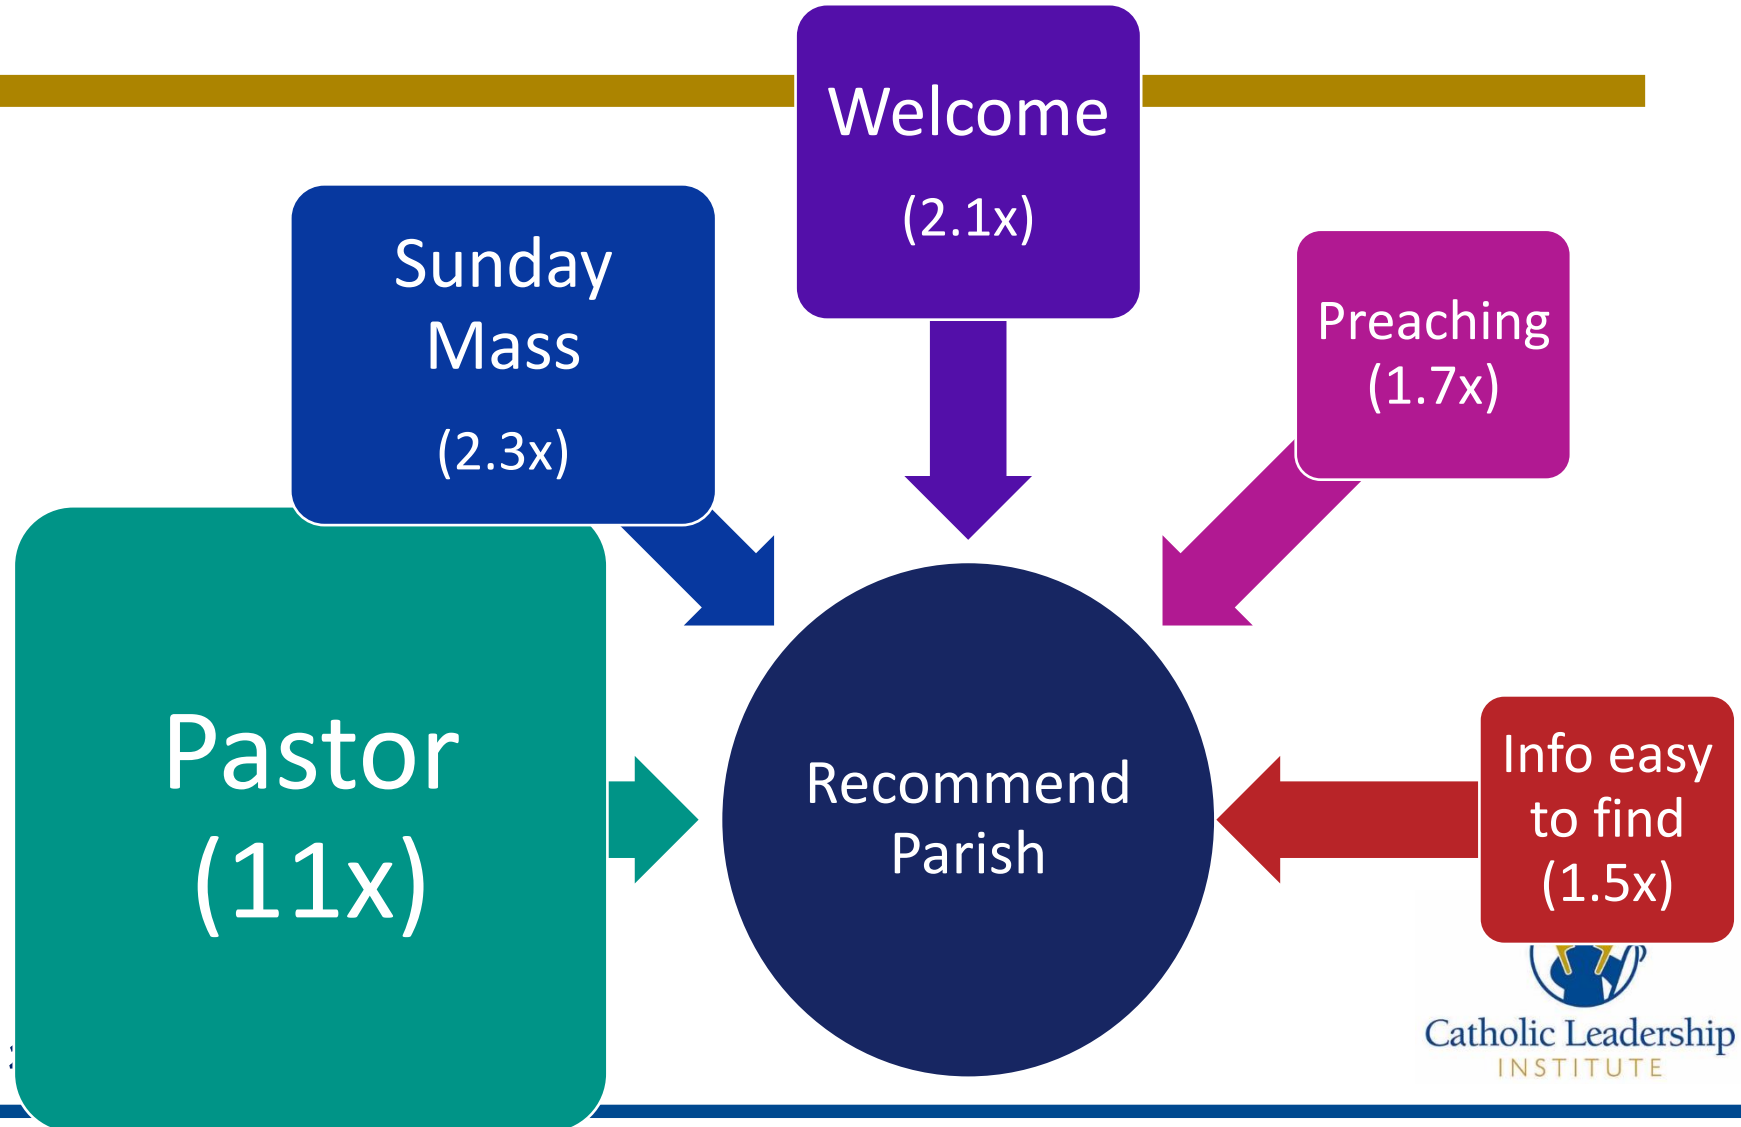 Welcome
(2.1x)
Sunday
Mass
(2.3x)
Preaching
(1.7x)
Pastor
(11x)
Recommend
Parish
Info easy
to find
(1.5x)
Catholic Leadership
INSTITUTE